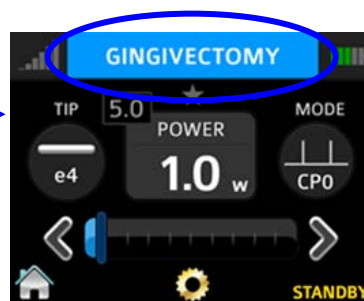 GINGIVECTOMY
TIP
5.0
POWER
MODE
e4
1.0 w
CP0
STANDBY